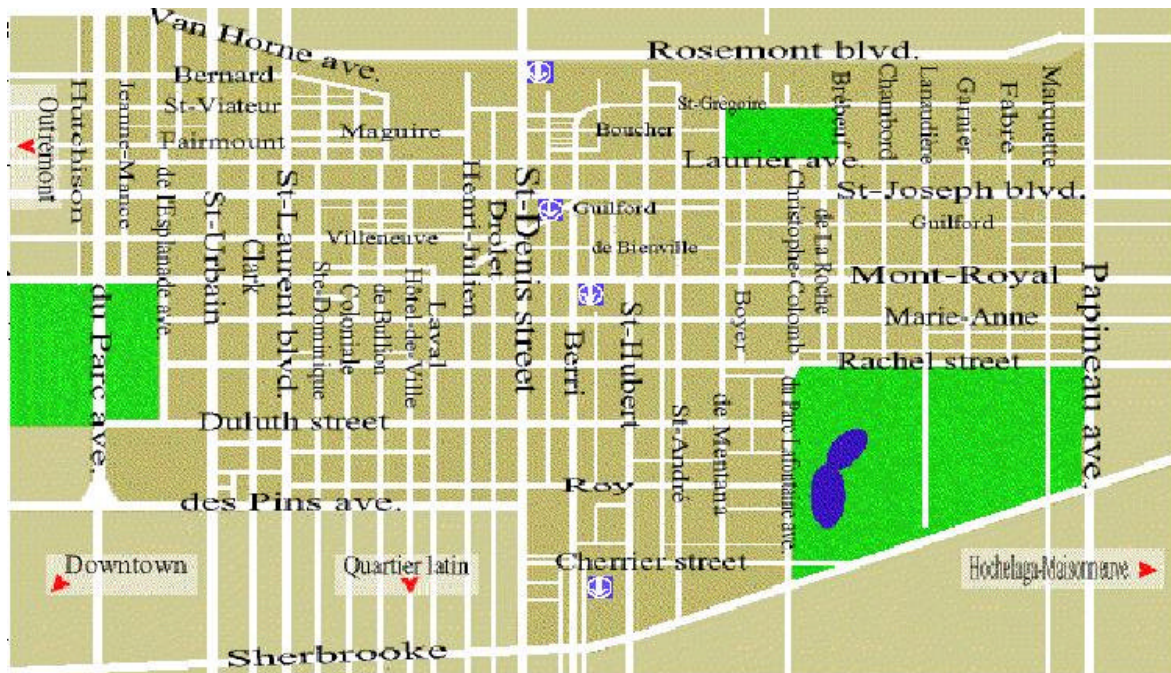 Van Horne ave.
Rosemont blvd.
Bernard
St-Viateur
Fairmount
Maguire
Boucher
St-Grégoire
Laurier ave.
Outremont
Hutchison
Jeanne-Mance
de l'Esplanade ave.
St-Urbain
Clark
St-Laurent blvd.
Ste-Dominique
Coloniale
de Bullion
Hôtel-de-Ville
Laval
Henri-Julien
Drolet
St-Denis street
Berri
St-Hubert
St-André
de Mentana
Boyer
Christophe-Colomb
du Parc Lafontaine ave.
de La Roche
Brébeuf
Chambord
Lanaudière
Garnier
Fabre
Marquette
Papineau ave.
St-Joseph blvd.
Guilford
Guilford
Villeneuve
de Bienville
Mont-Royal
Marie-Anne
Rachel street
du Parc ave.
Duluth street
des Pins ave.
Roy
Cherrier street
Downtown
Quartier latin
Hochelaga-Maisonneuve
Sherbrooke